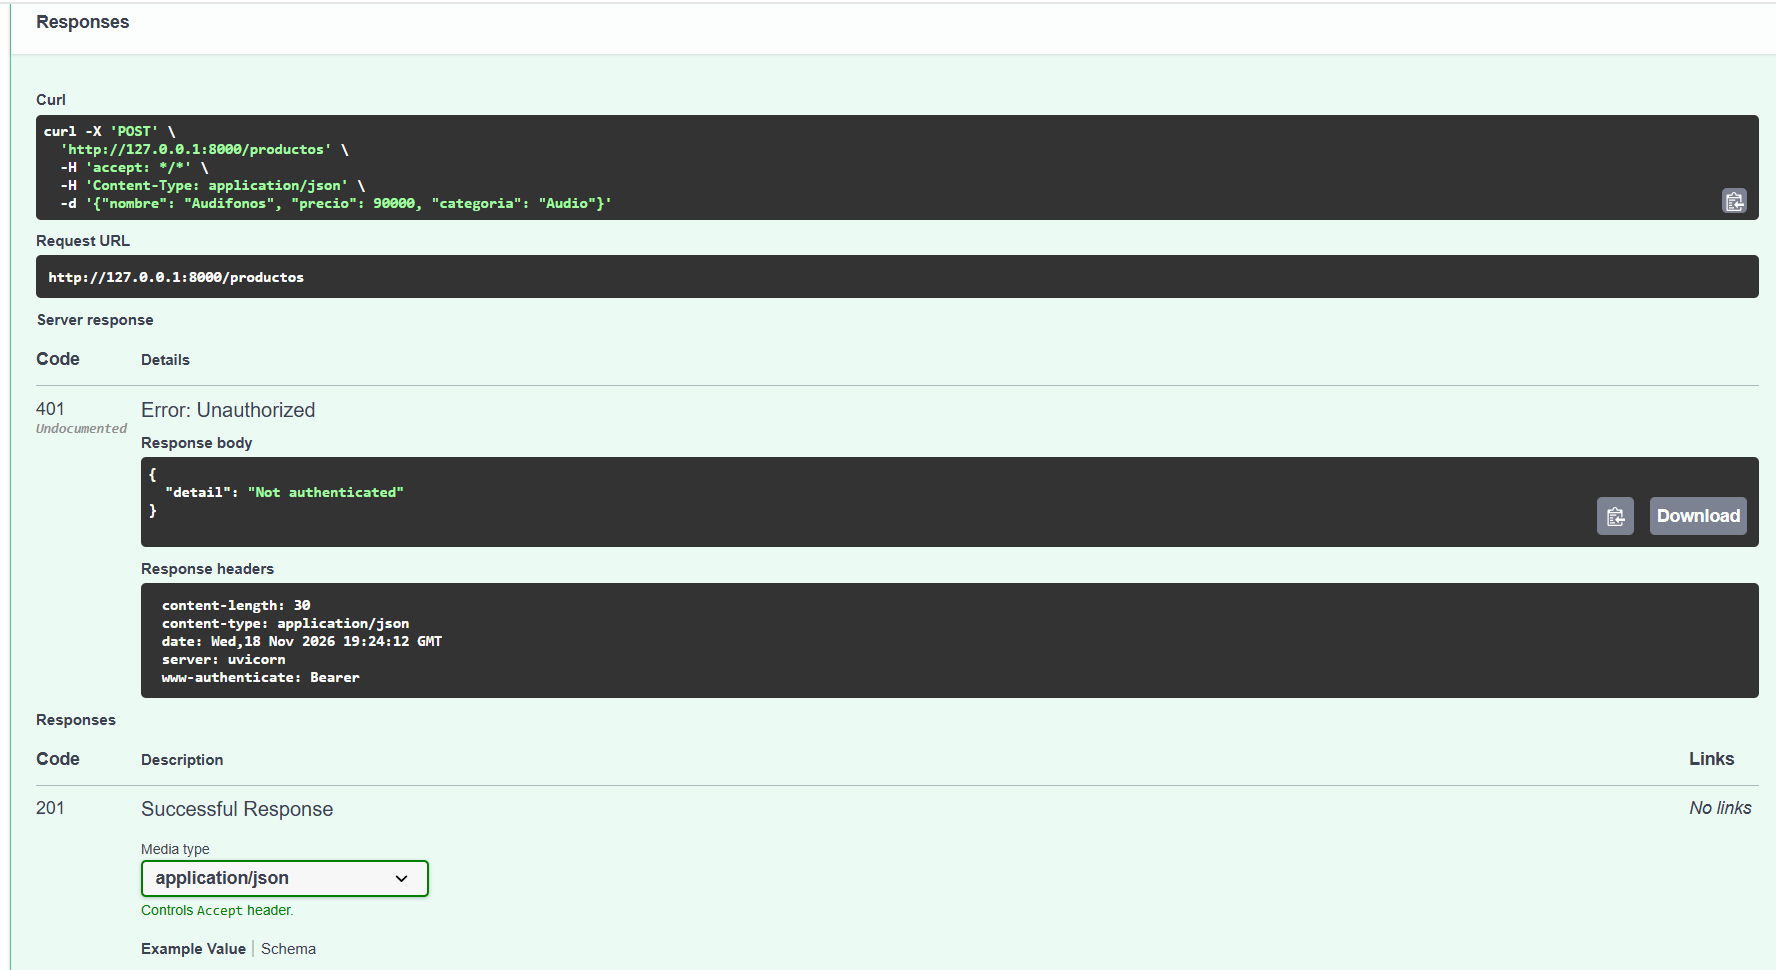 Responses
Curl
curl -X 'POST' \
'http://127.0.0.1:8000/productos' \
-H 'accept: */*' \
-H 'Content-Type: application/json' \
-d '{"nombre": "Audifonos", "precio": 90000, "categoria": "Audio"}'
Request URL
http://127.0.0.1:8000/productos
Server response
Code Details
401 Error: Unauthorized
Undocumented
Response body
{
"detail": "Not authenticated"
}
Download
Response headers
content-length: 30
content-type: application/json
date: Wed,18 Nov 2026 19:24:12 GMT
server: uvicorn
www-authenticate: Bearer
Responses
Code Description Links
201 Successful Response No links
Media type
application/json
Controls Accept header.
Example Value | Schema